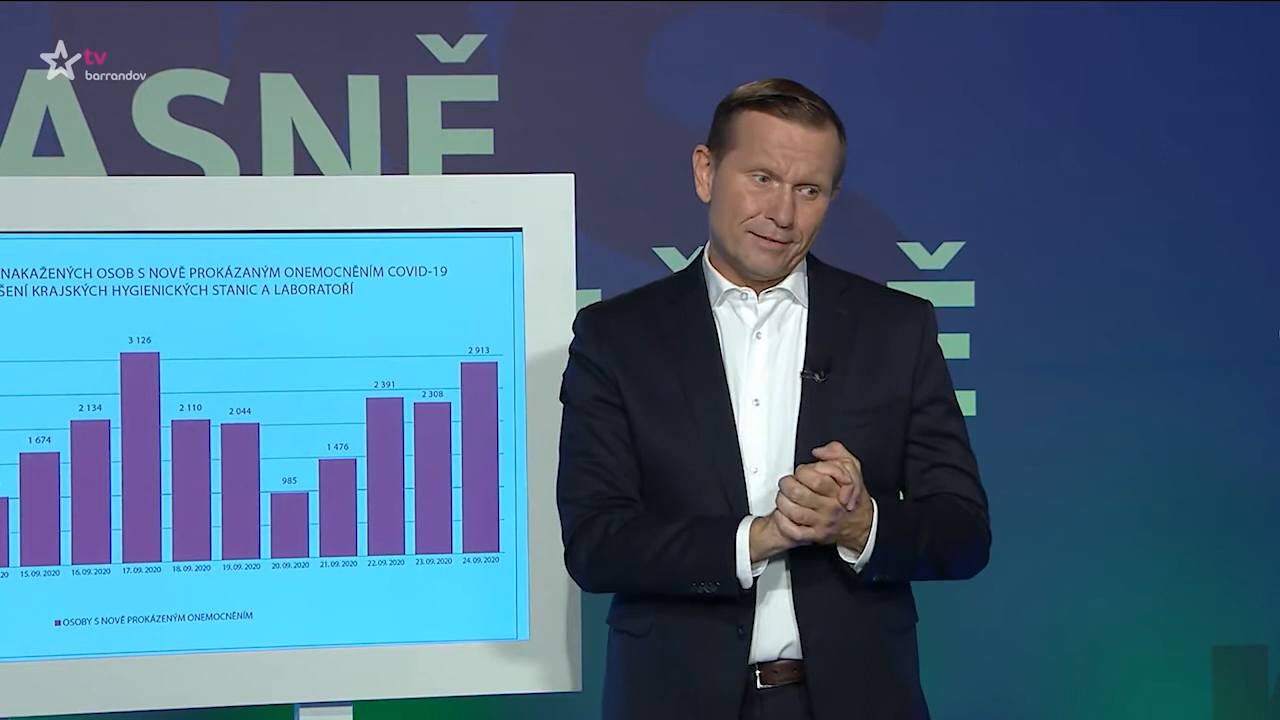 tv
barrandov
ASNĚ
Ě Ě
NAKAŽENÝCH OSOB S NOVĚ PROKÁZANÝM ONEMOCNĚNÍM COVID-19
ŠENÍ KRAJSKÝCH HYGIENICKÝCH STANIC A LABORATOŘÍ
3 126
2 913
2 391
2 308
2 134
2 110
2 044
1 674
1 476
985
20 15. 09. 2020 16. 09. 2020 17. 09. 2020 18. 09. 2020 19. 09. 2020 20. 09. 2020 21. 09. 2020 22. 09. 2020 23. 09. 2020 24. 09. 2020
OSOBY S NOVĚ PROKÁZENÝM ONEMOCNĚNÍM